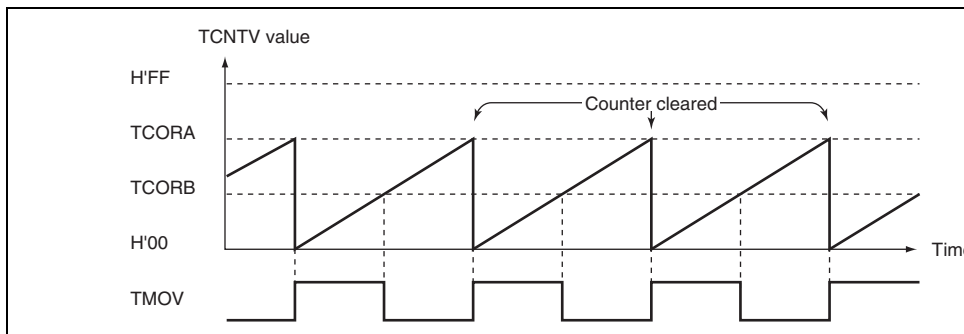 TCNTV value
H'FF
Counter cleared
TCORA
TCORB
H'00
TMOV